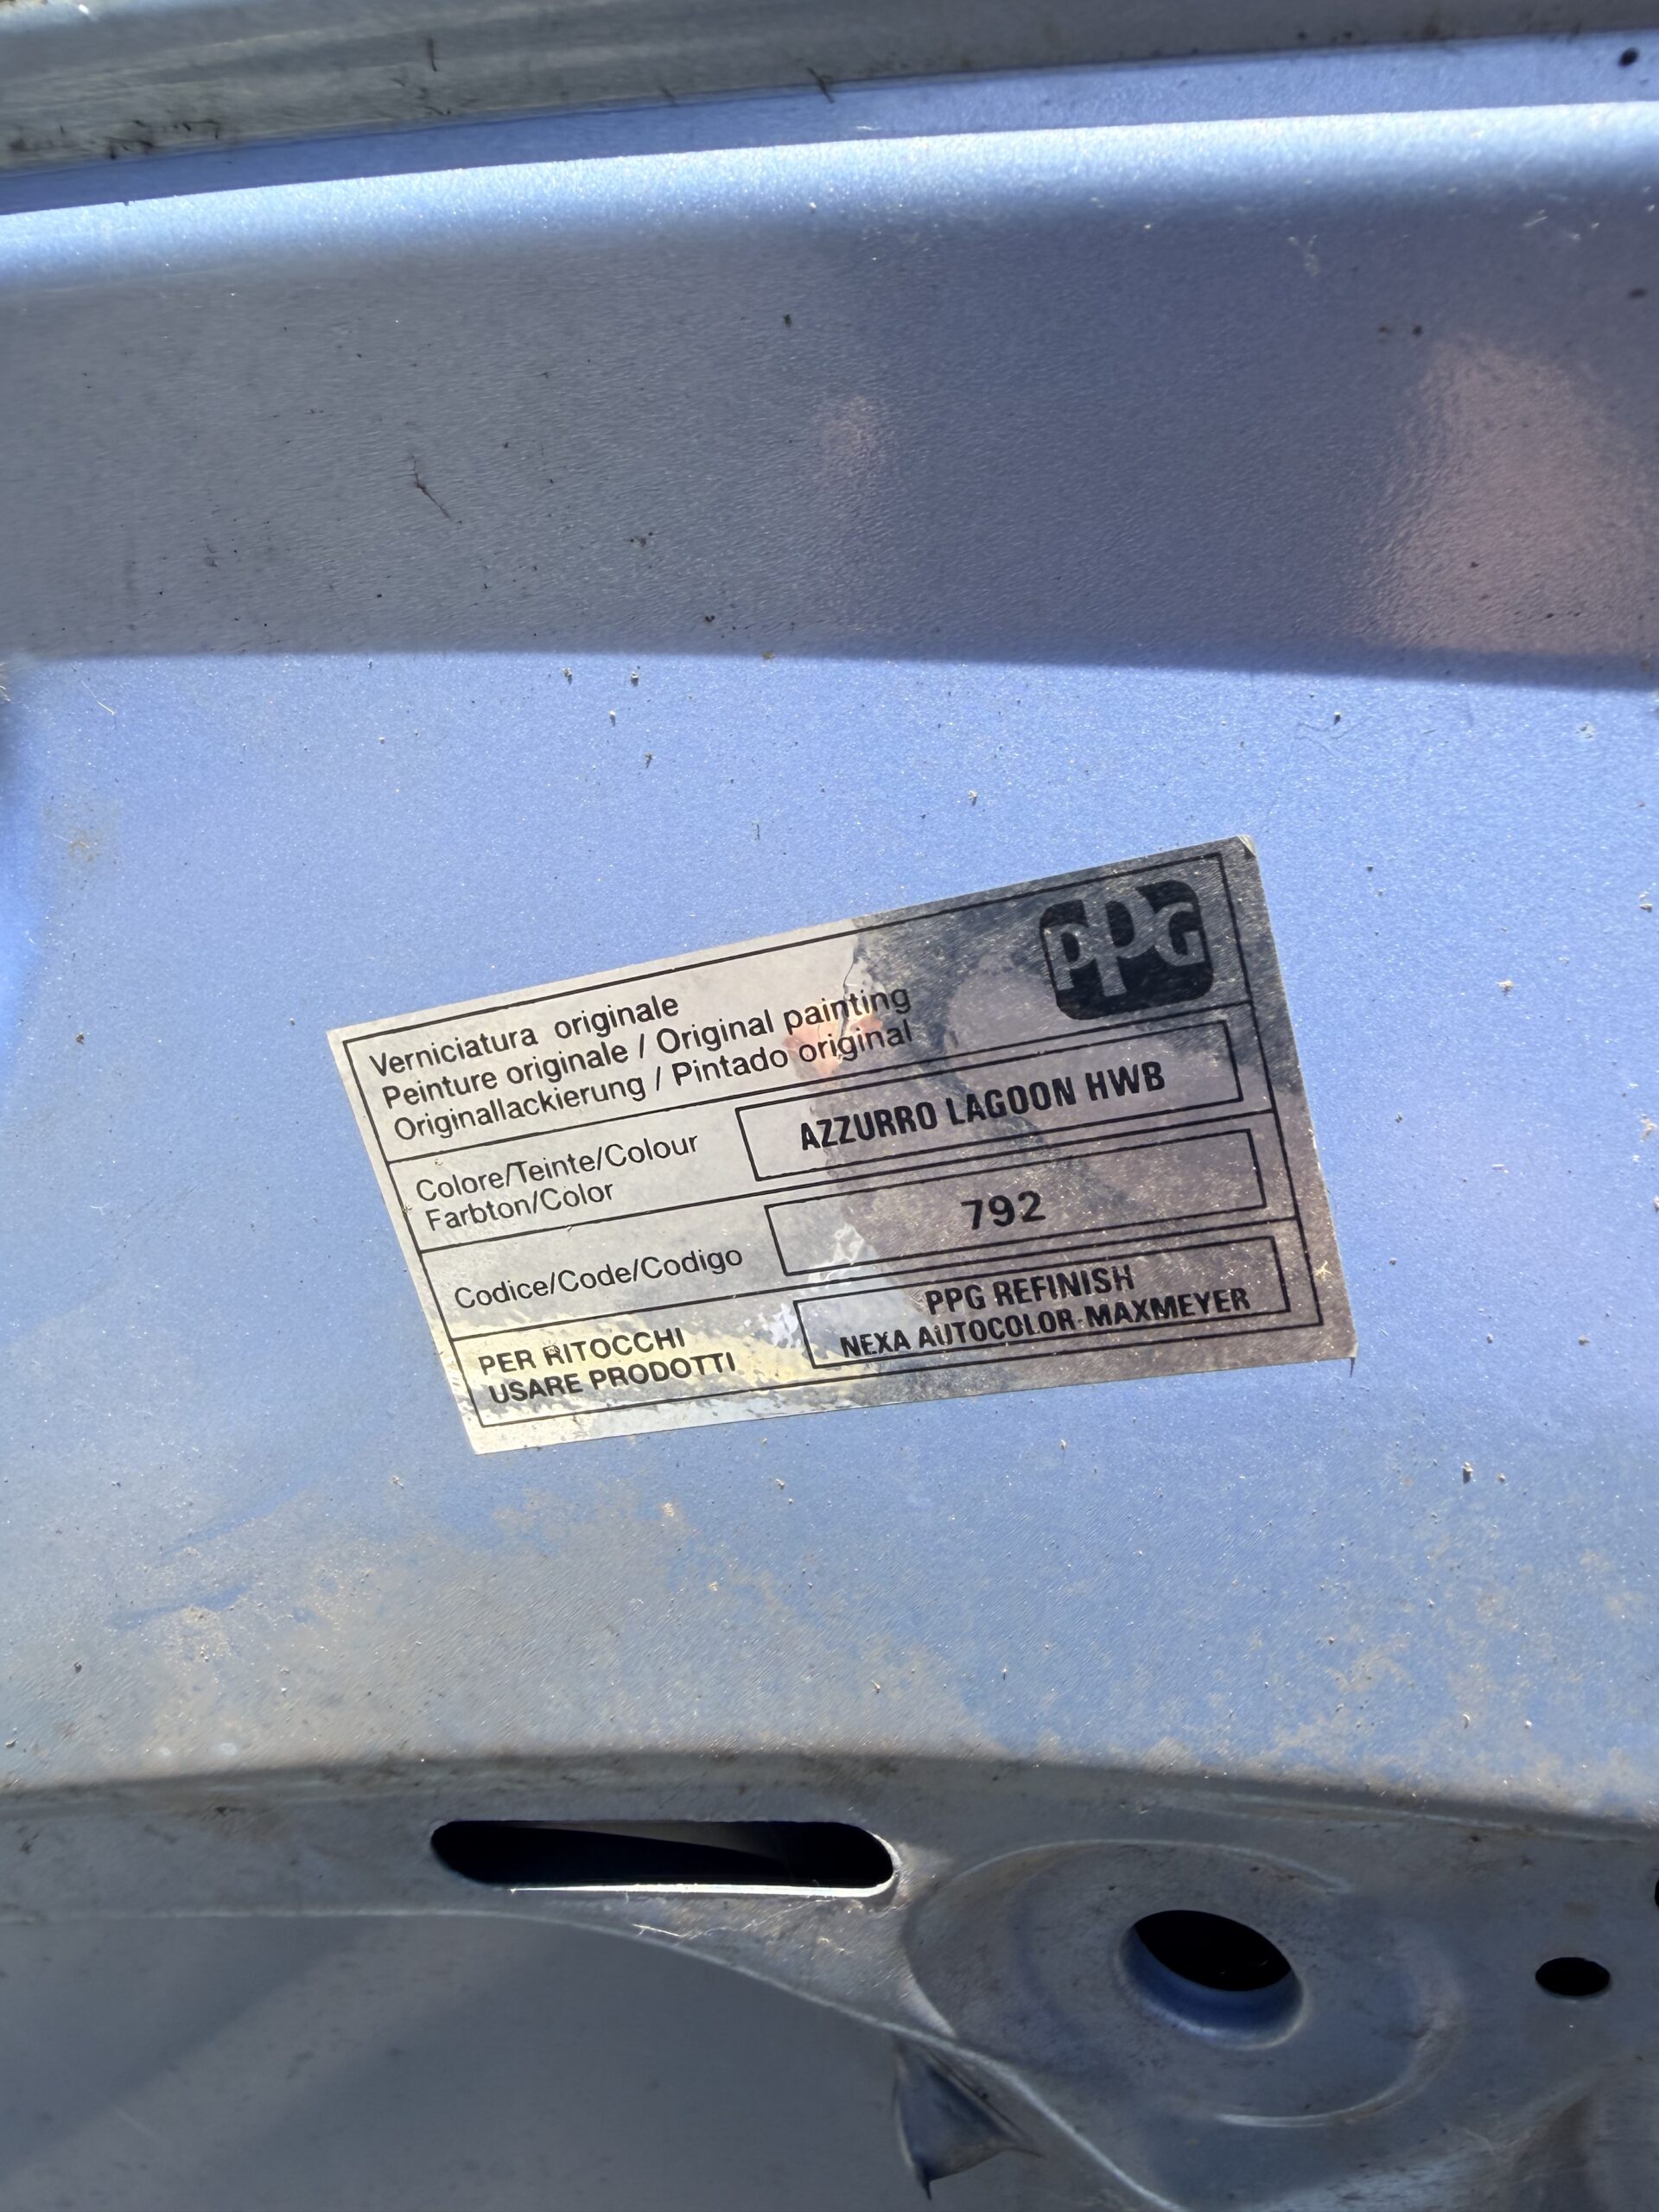 PPG
Verniciatura originale
Peinture originale / Original painting
Originallackierung / Pintado original
Colore/Teinte/Colour
Farbton/Color
AZZURRO LAGOON HWB
Codice/Code/Codigo
792
PER RITOCCHI
USARE PRODOTTI
PPG REFINISH
NEXA AUTOCOLOR-MAXMEYER